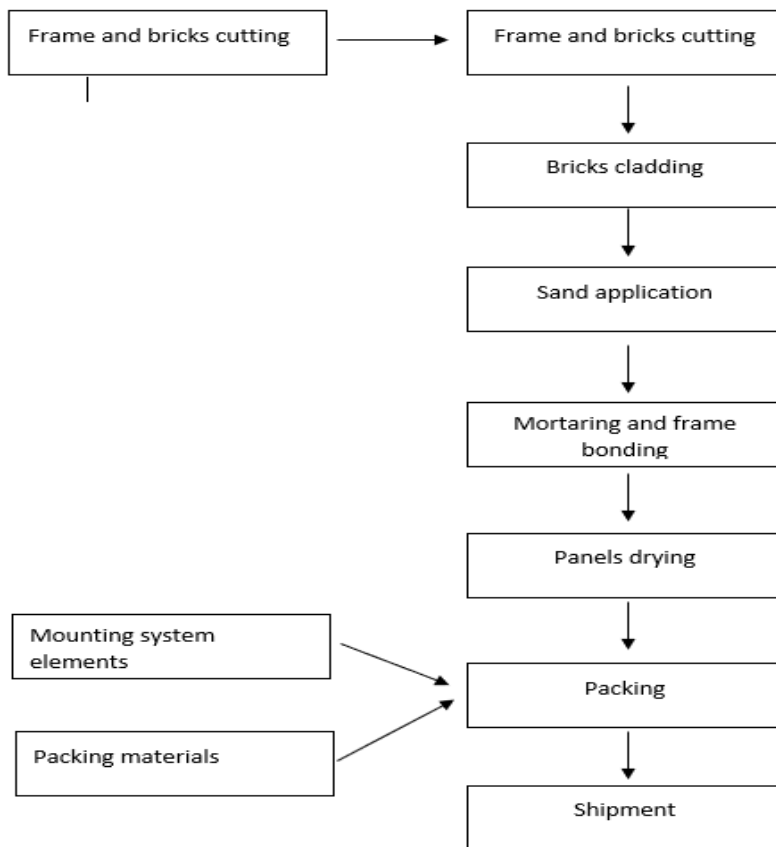 Frame and bricks cutting
Frame and bricks cutting
Bricks cladding
Sand application
Mortaring and frame
bonding
Panels drying
Mounting system
elements
Packing
Packing materials
Shipment